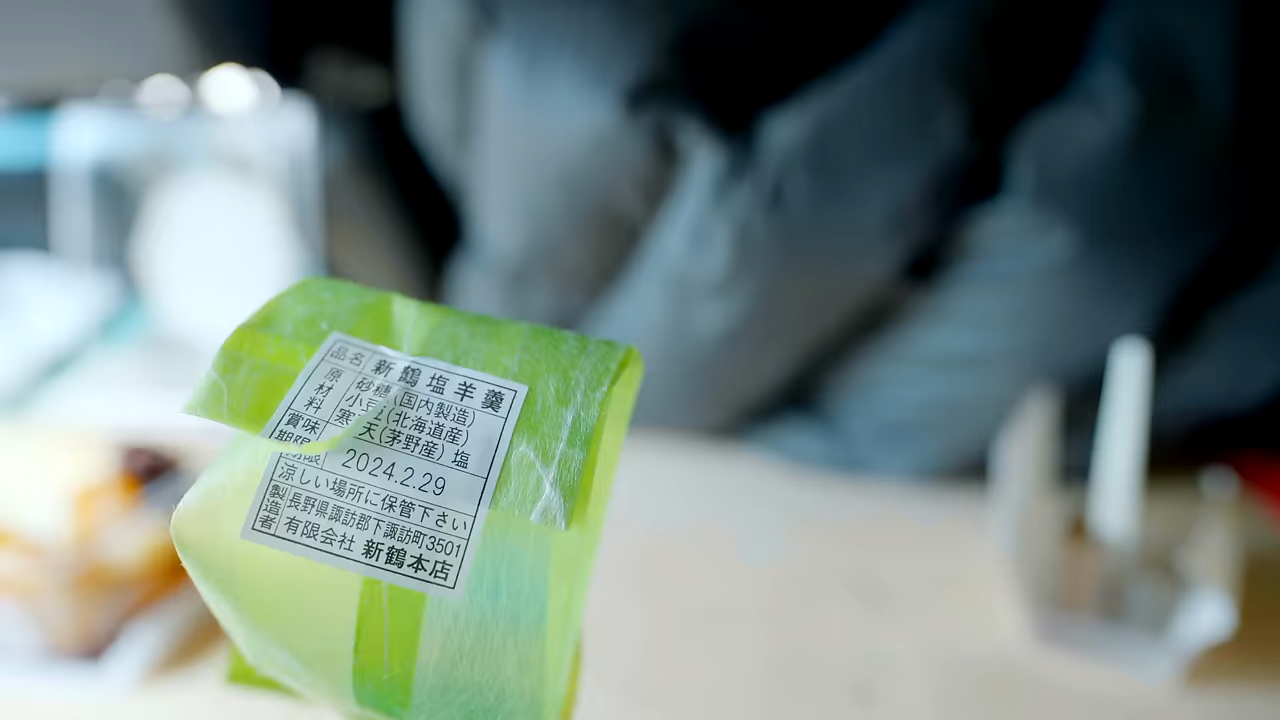 品名 新鶴塩羊羹
原材料 砂糖(国内製造)
小豆(北海道産)
寒天(茅野産)塩
賞味期限 2024.2.29
涼しい場所に保管下さい
製造者 長野県諏訪郡下諏訪町3501
有限会社 新鶴本店